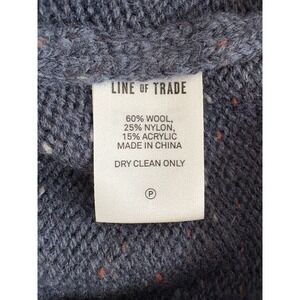 LINE OF TRADE
60% WOOL,
25% NYLON,
15% ACRYLIC
MADE IN CHINA
DRY CLEAN ONLY
P